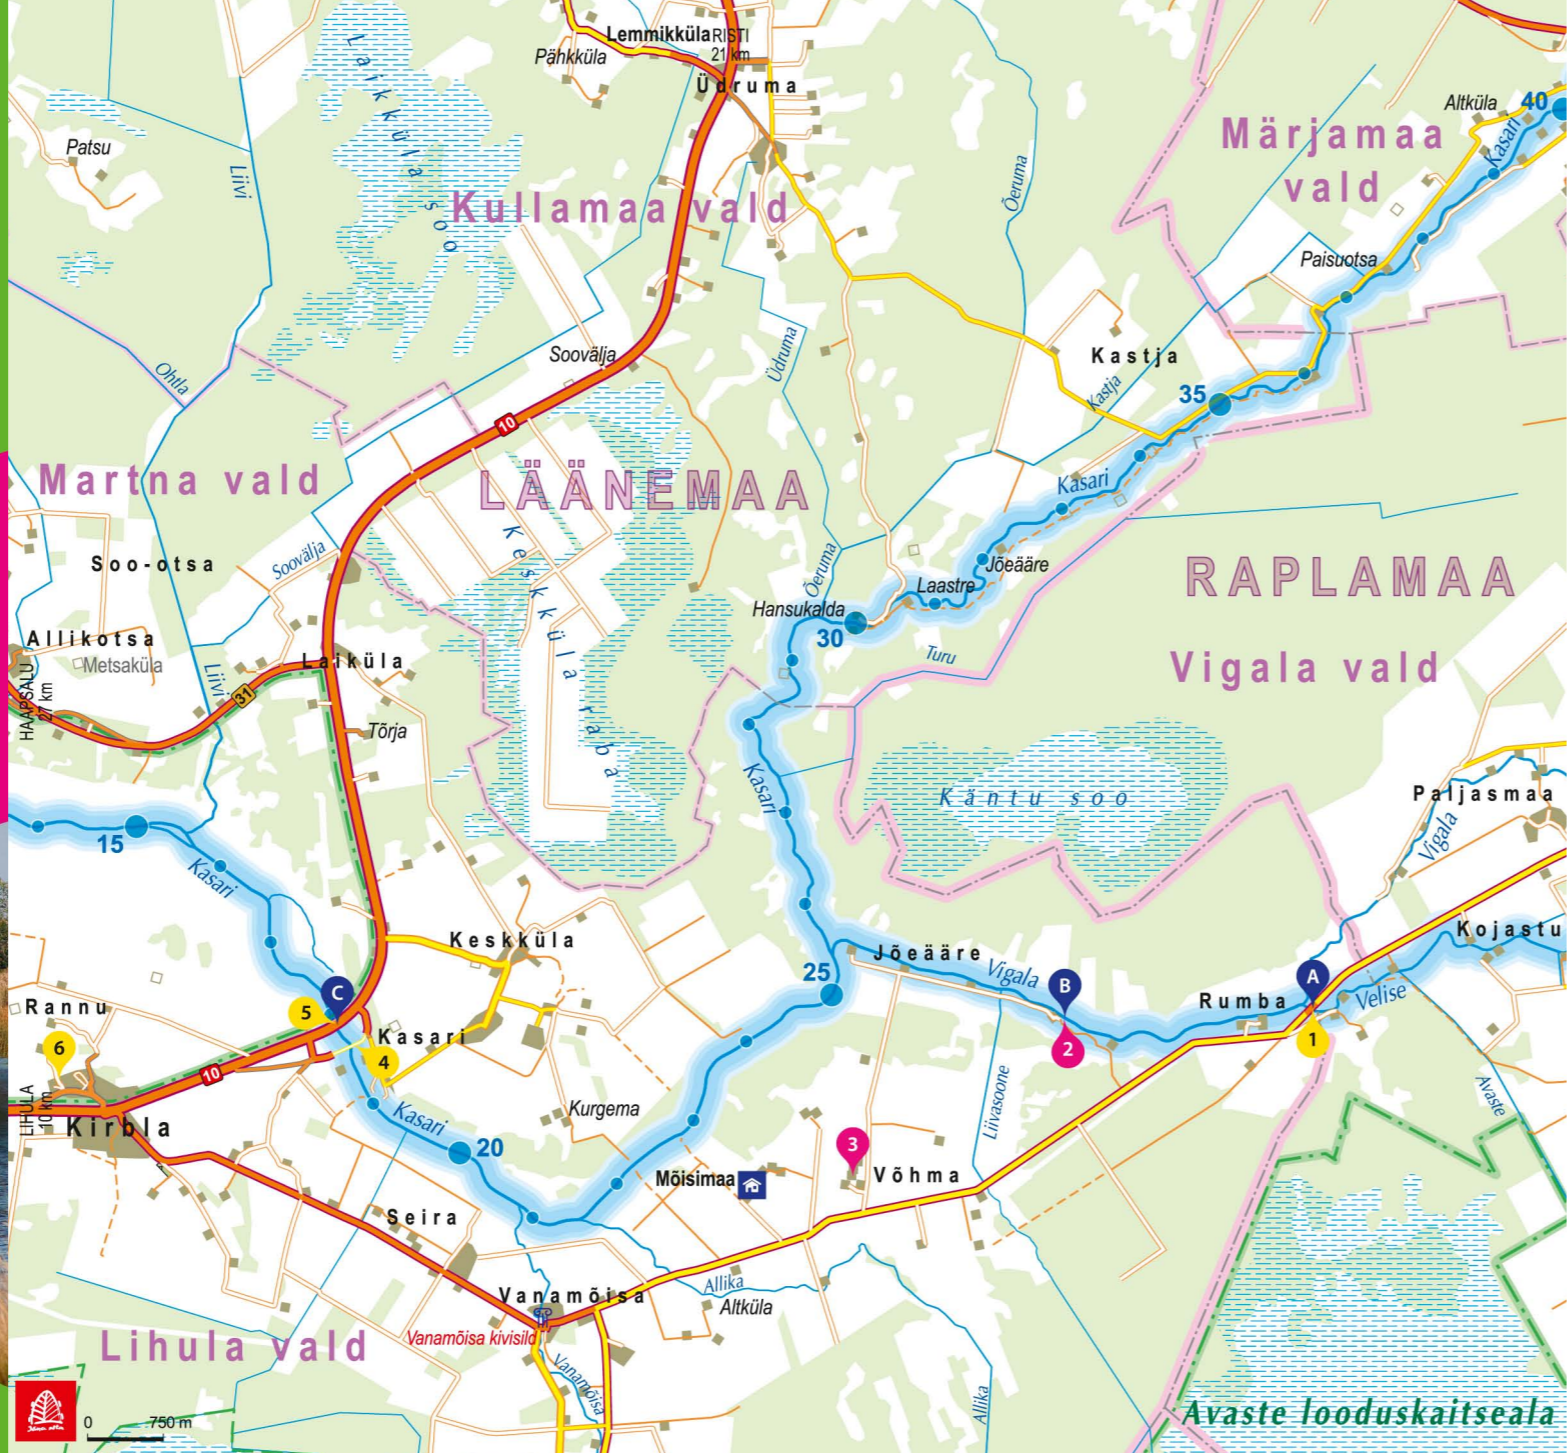 Lemmikküla
RISTI
21 km
Pähkküla
Üdruma
Laikküla soo
Liivi
Patsu
Kullamaa vald
Õeruma
Märjamaa
vald
Altküla
40
Kasari
Paisuotsa
Ohtla
Soovälja
Üdruma
Kastja
Kastja
35
10
Martna vald
LÄÄNEMAA
Kasari
Keskküla raba
Soo-otsa
Soovälja
Õeruma
Jõeääre
Laastre
Hansukalda
30
RAPLAMAA
Vigala vald
Turu
Allikotsa
Metsaküla
HAAPSALU
27 km
Liivi
31
Laiküla
Tõrja
Kasari
Käntu soo
Paljasmaa
Vigala
15
Kasari
Keskküla
Jõeääre
Vigala
Kojastu
25
B
A
Rumba
Velise
C
5
Rannu
6
Kasari
4
2
1
10
LIHULA
10 km
Kirbla
Kasari
20
Kurgema
Liivasoone
Avaste
3
Mõisimaa
Võhma
Seira
Vanamõisa
Allika
Altküla
Vanamõisa kivisild
Vanamõisa
Lihula vald
Allika
0 750 m
Avaste looduskaitseala